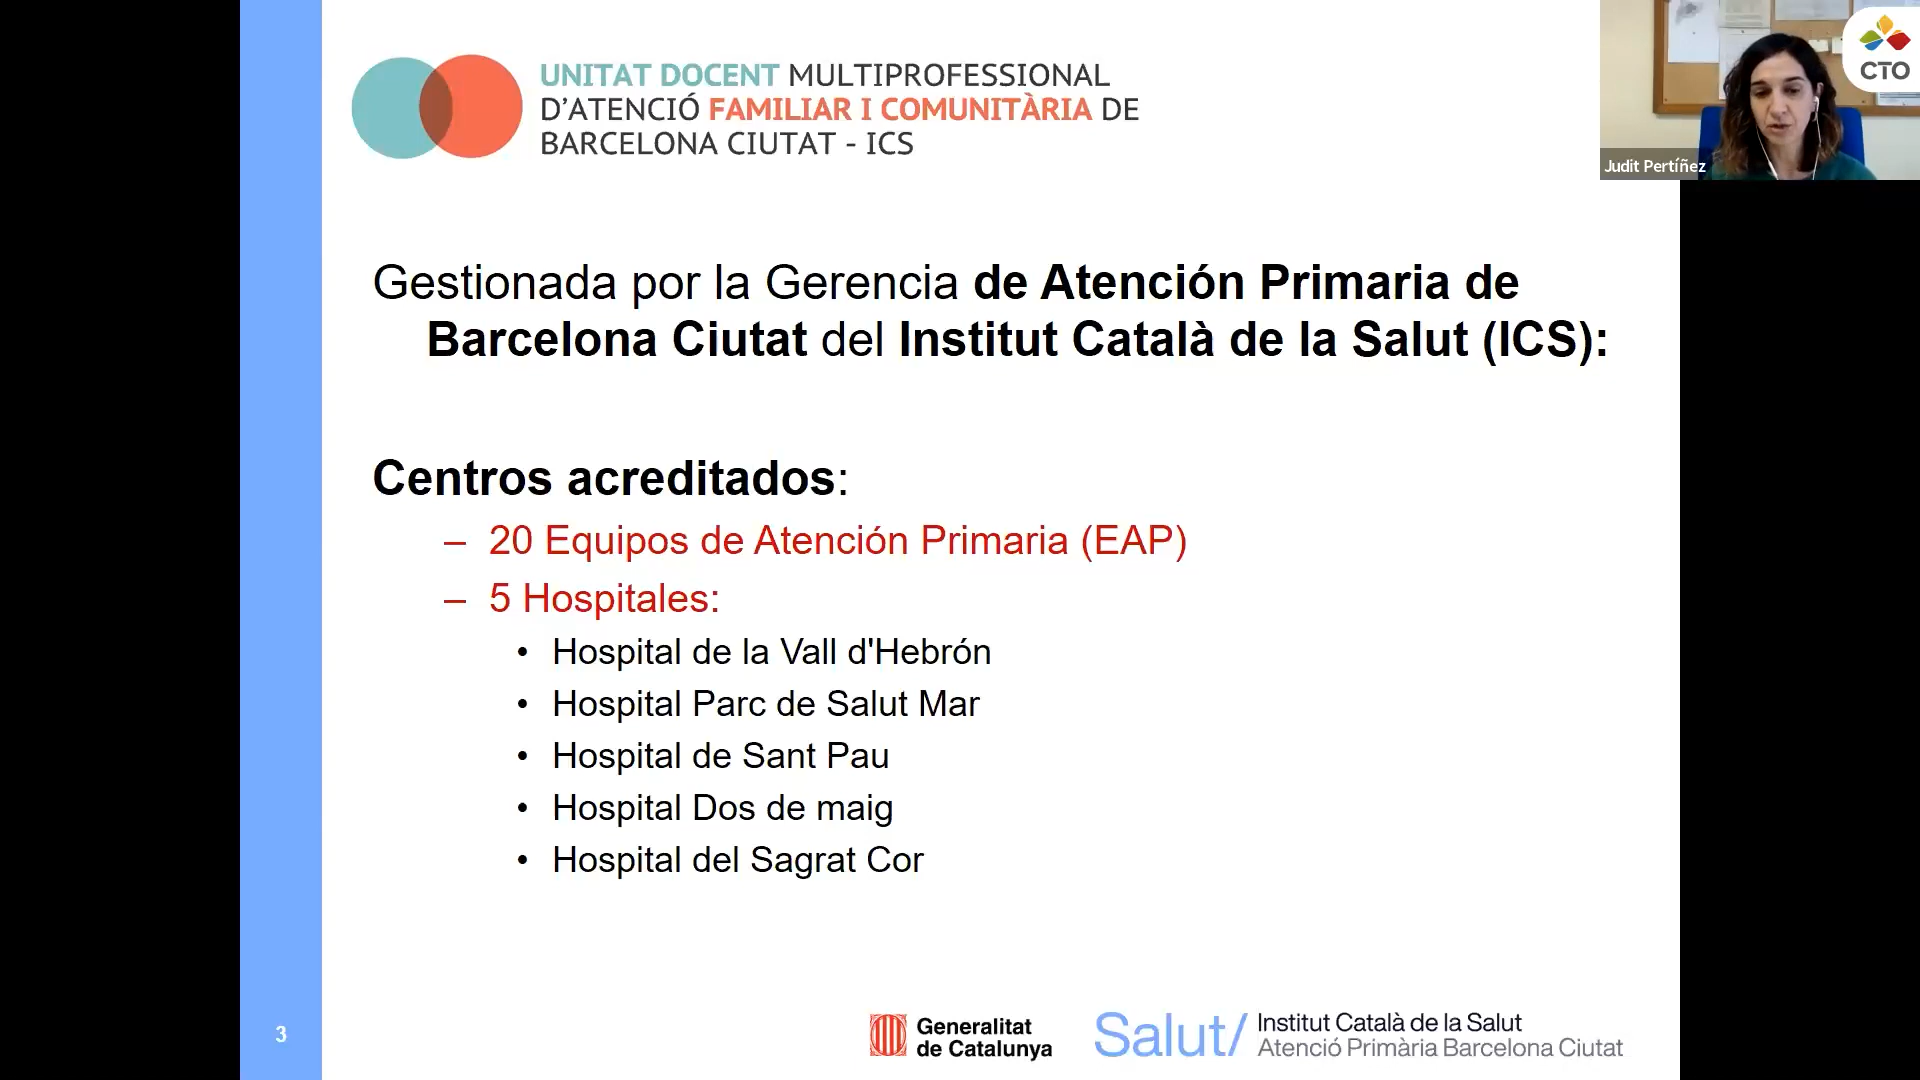 UNITAT DOCENT MULTIPROFESSIONAL
D'ATENCIÓ FAMILIAR I COMUNITÀRIA DE
BARCELONA CIUTAT - ICS
CTO
Judit Pertíñez
Gestionada por la Gerencia de Atención Primaria de
Barcelona Ciutat del Institut Català de la Salut (ICS):
Centros acreditados:
– 20 Equipos de Atención Primaria (EAP)
– 5 Hospitales:
• Hospital de la Vall d'Hebrón
• Hospital Parc de Salut Mar
• Hospital de Sant Pau
• Hospital Dos de maig
• Hospital del Sagrat Cor
3
Generalitat
de Catalunya
Salut/
Institut Català de la Salut
Atenció Primària Barcelona Ciutat